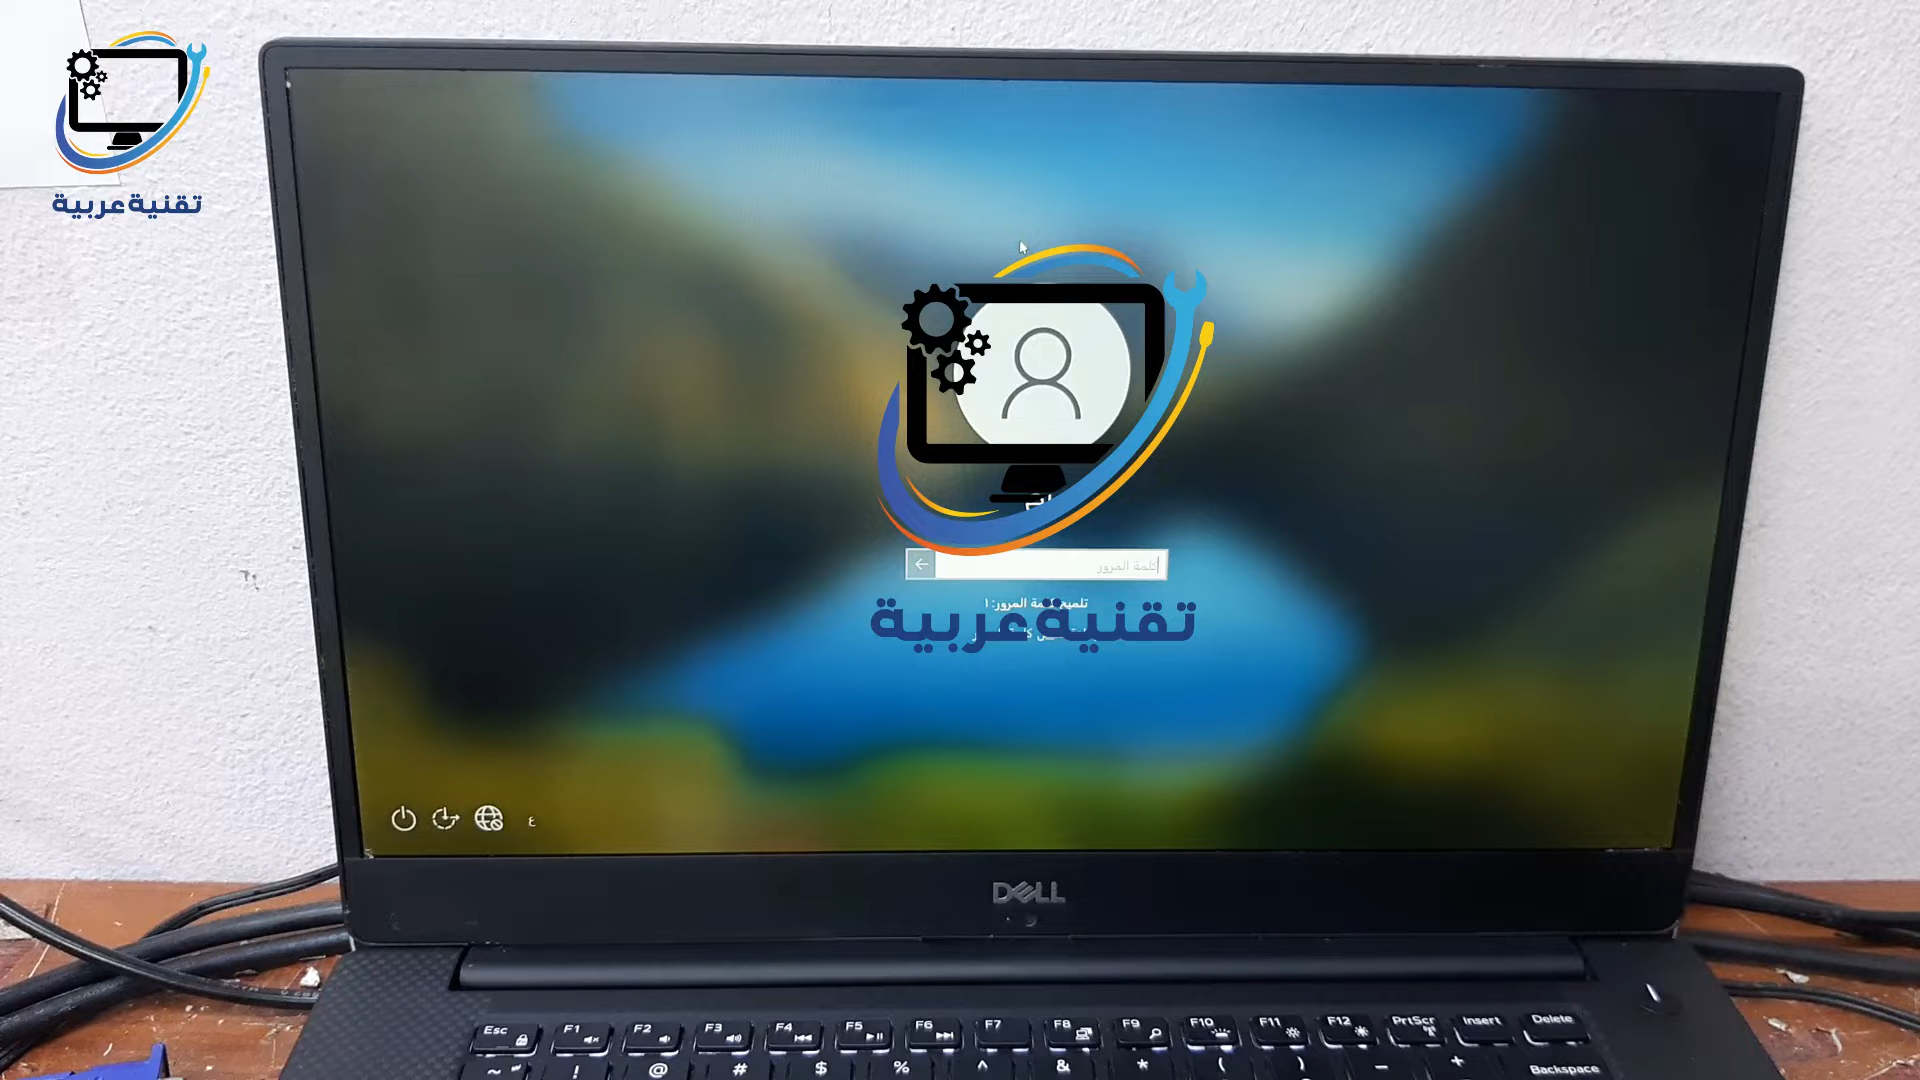 تقنيةعربية
كلمة المرور
تلميح كلمة المرور: ١
تقنيةعربية
ع
DELL
Esc F1 F2 F3 F4 F5 F6 F7 F8 F9 F10 F11 F12 PrtScr Insert Delete
~ ! @ # $ % ^ & * ( ) _ + Backspace